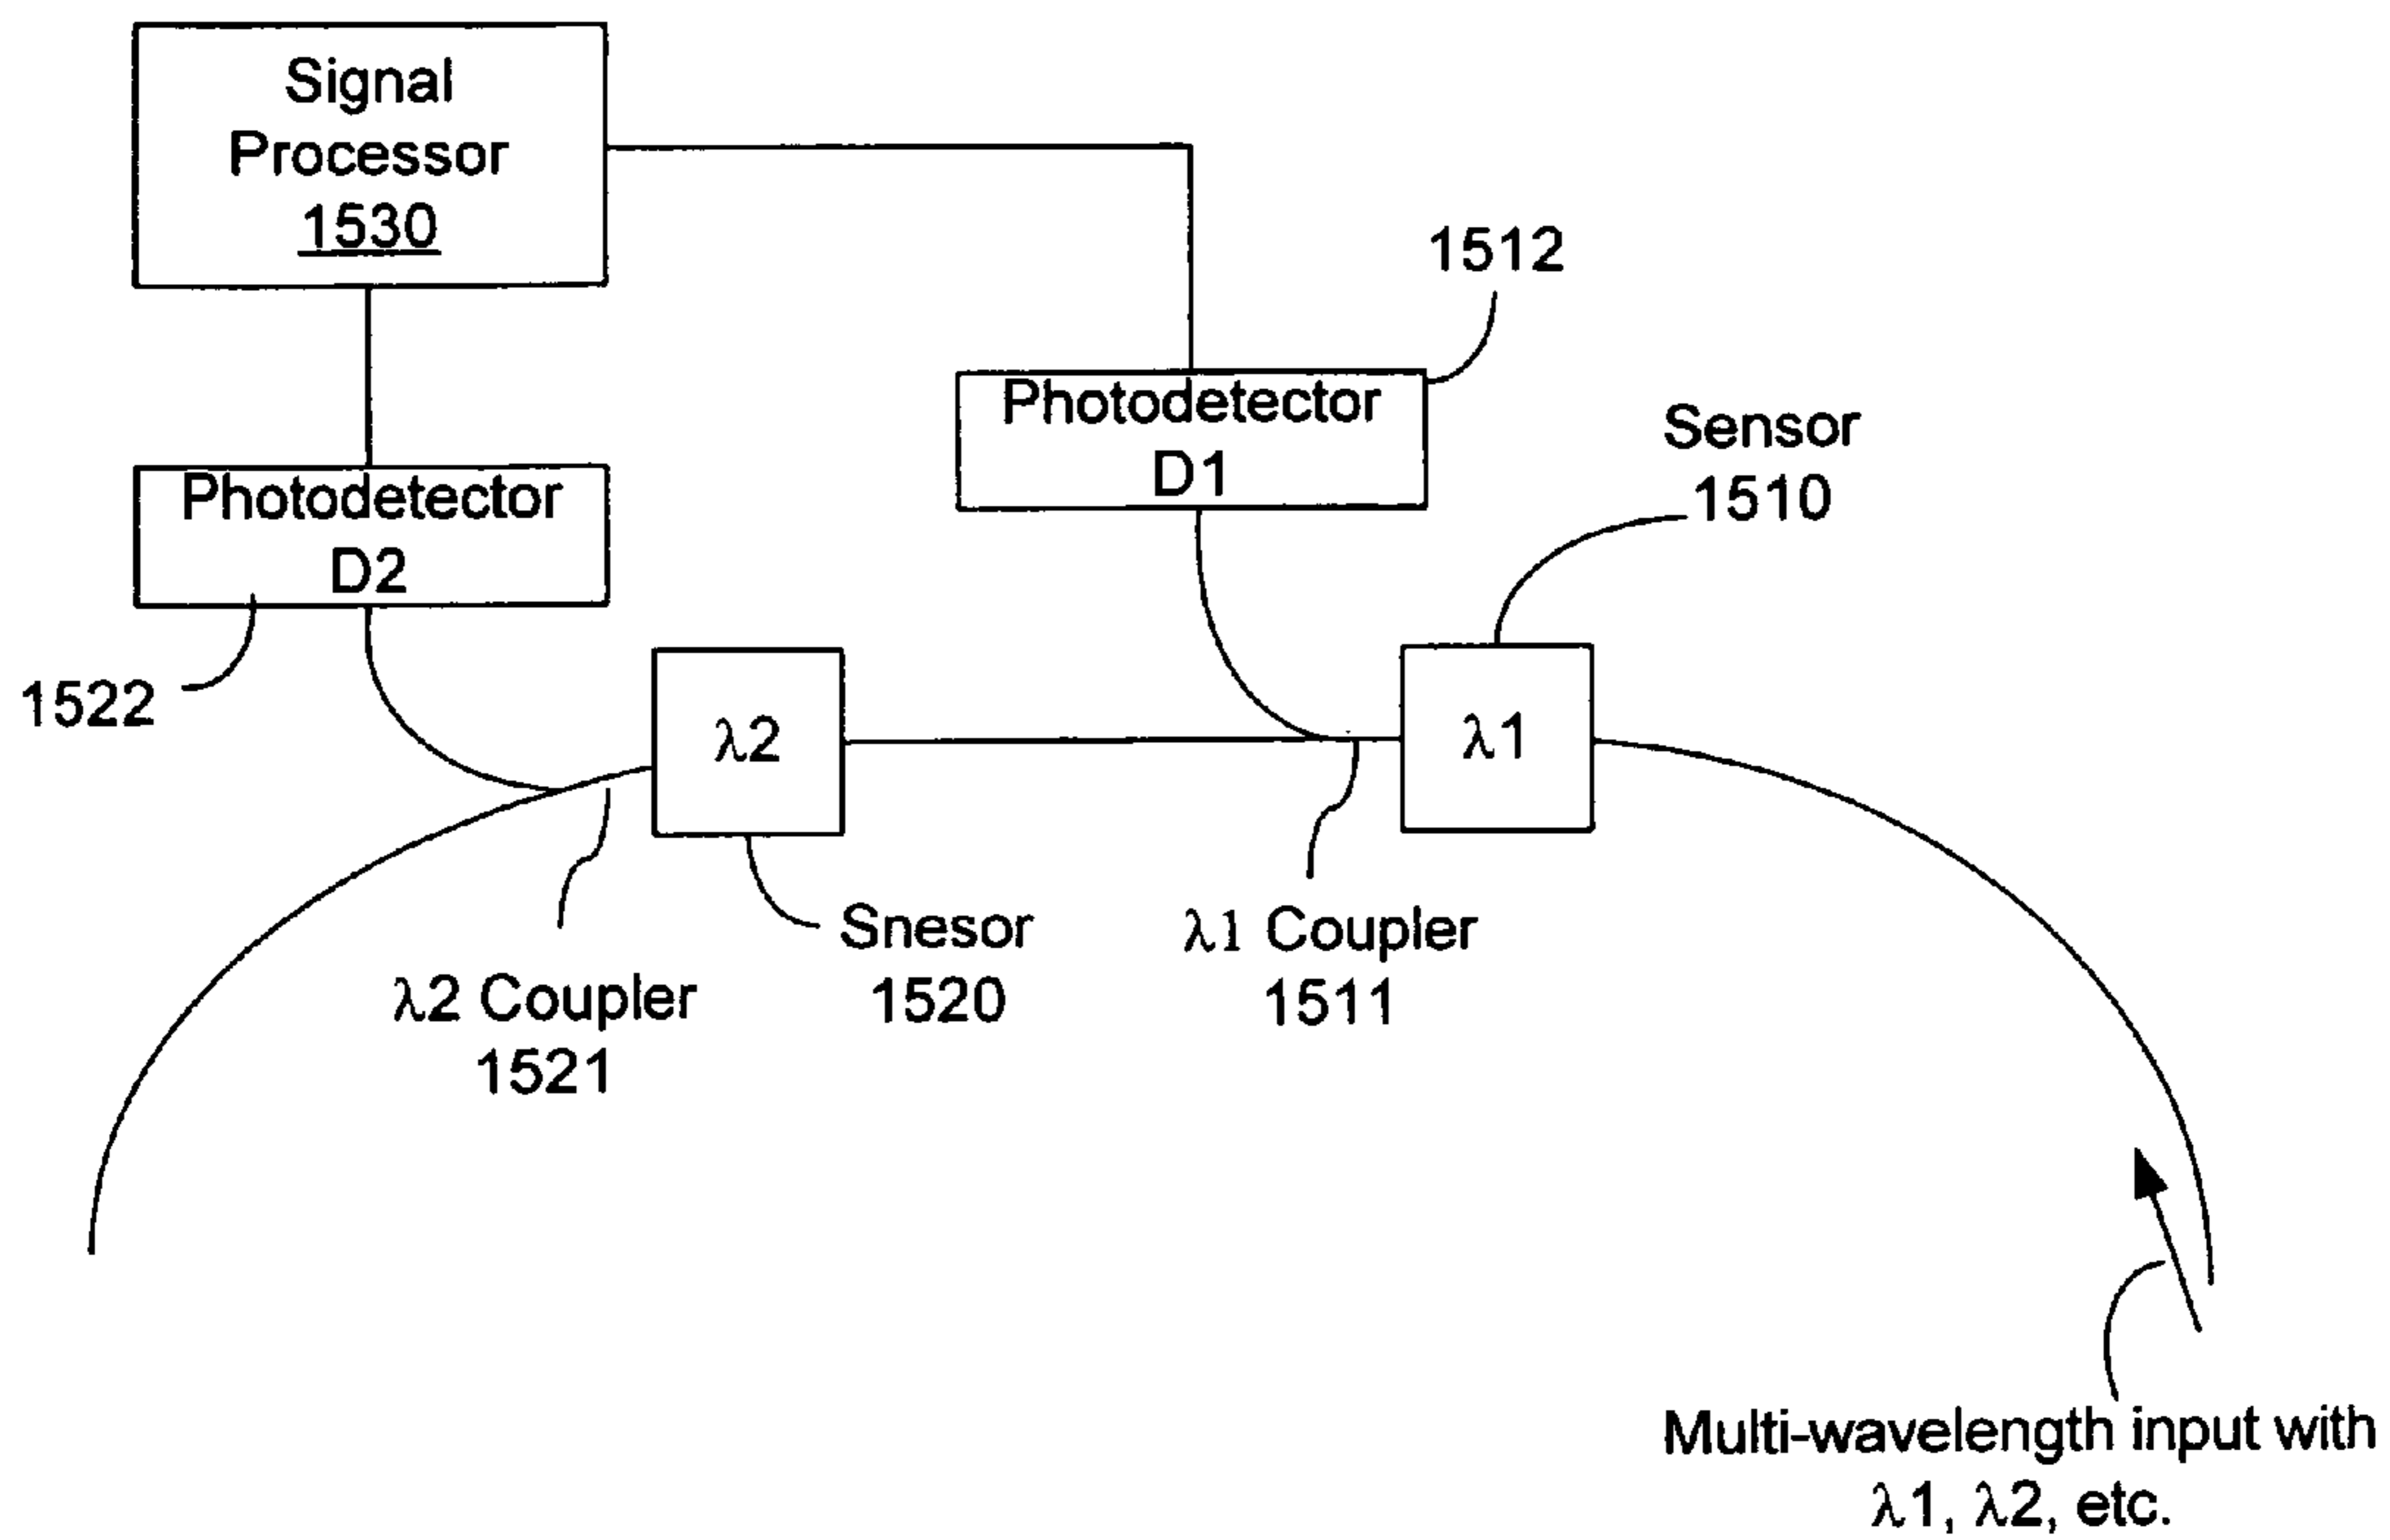 Signal
Processor
1530
1512
Photodetector
D1
Sensor
1510
Photodetector
D2
1522
λ2
λ1
Snesor
1520
λ1 Coupler
1511
λ2 Coupler
1521
Multi-wavelength input with
λ1, λ2, etc.